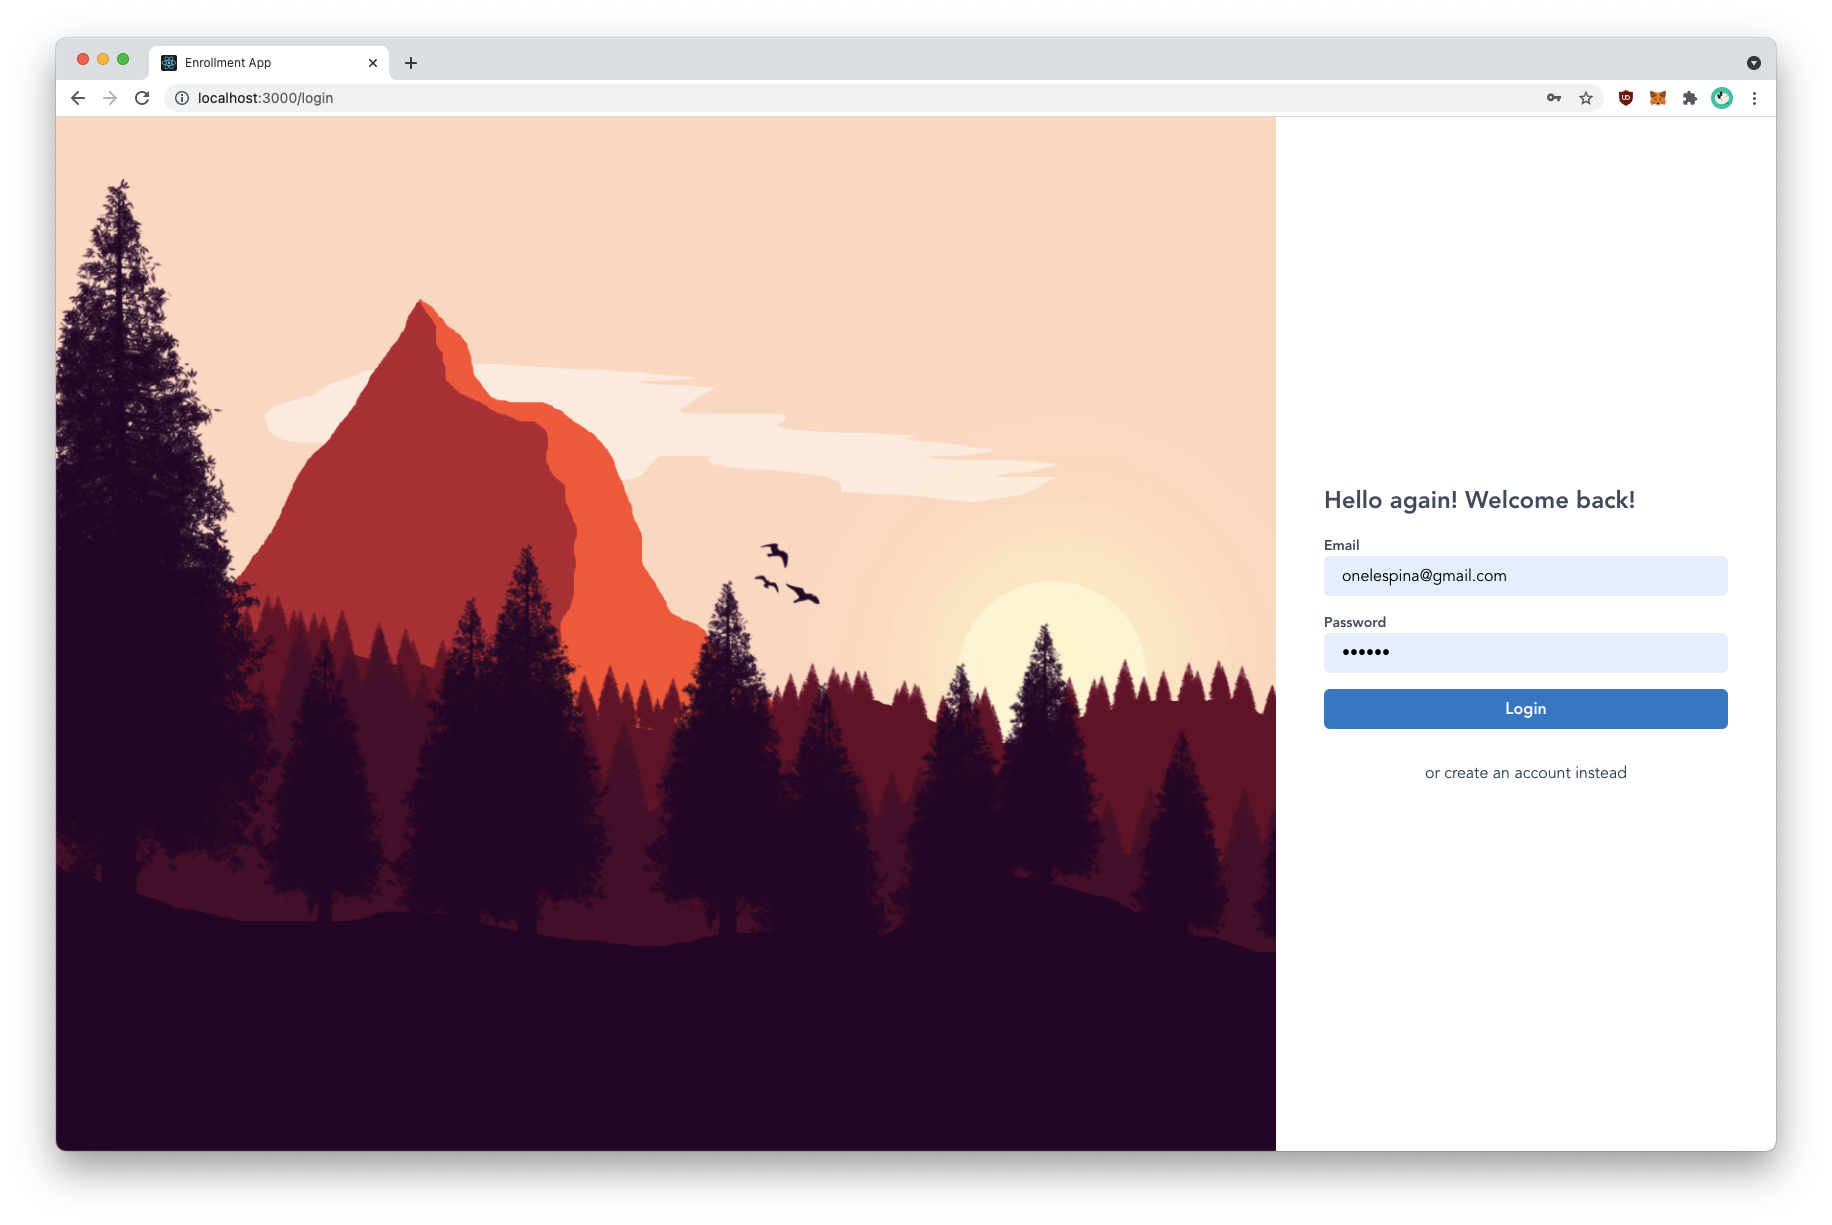 Enrollment App
localhost:3000/login
Hello again! Welcome back!
Email
onelespina@gmail.com
Password
••••••
Login
or create an account instead